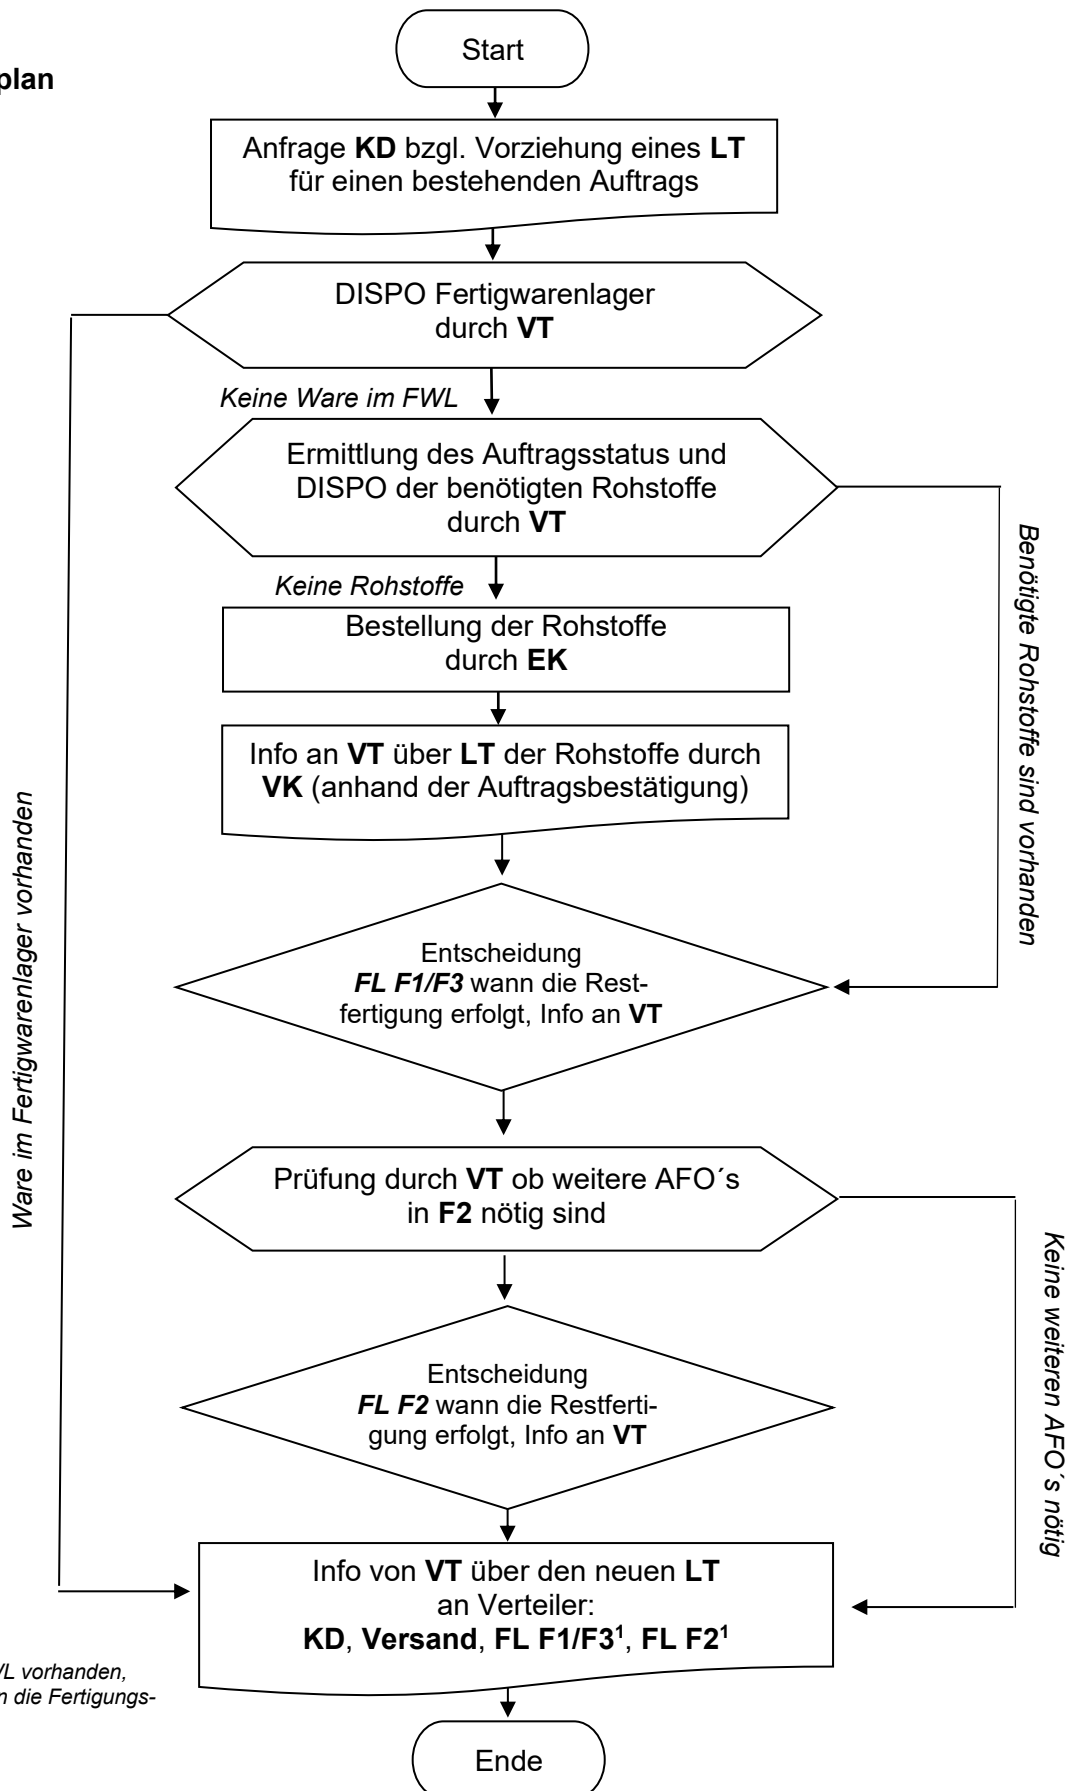 Start
plan
Anfrage KD bzgl. Vorziehung eines LT
für einen bestehenden Auftrags
DISPO Fertigwarenlager
durch VT
Keine Ware im FWL
Ermittlung des Auftragsstatus und
DISPO der benötigten Rohstoffe
durch VT
Benötigte Rohstoffe sind vorhanden
Keine Rohstoffe
Bestellung der Rohstoffe
durch EK
Info an VT über LT der Rohstoffe durch
VK (anhand der Auftragsbestätigung)
Ware im Fertigwarenlager vorhanden
Entscheidung
FL F1/F3 wann die Rest-
fertigung erfolgt, Info an VT
Prüfung durch VT ob weitere AFO´s
in F2 nötig sind
Keine weiteren AFO´s nötig
Entscheidung
FL F2 wann die Restferti-
gung erfolgt, Info an VT
Info von VT über den neuen LT
an Verteiler:
KD, Versand, FL F1/F3¹, FL F2¹
vorhanden,
die Fertigungs-
Ende